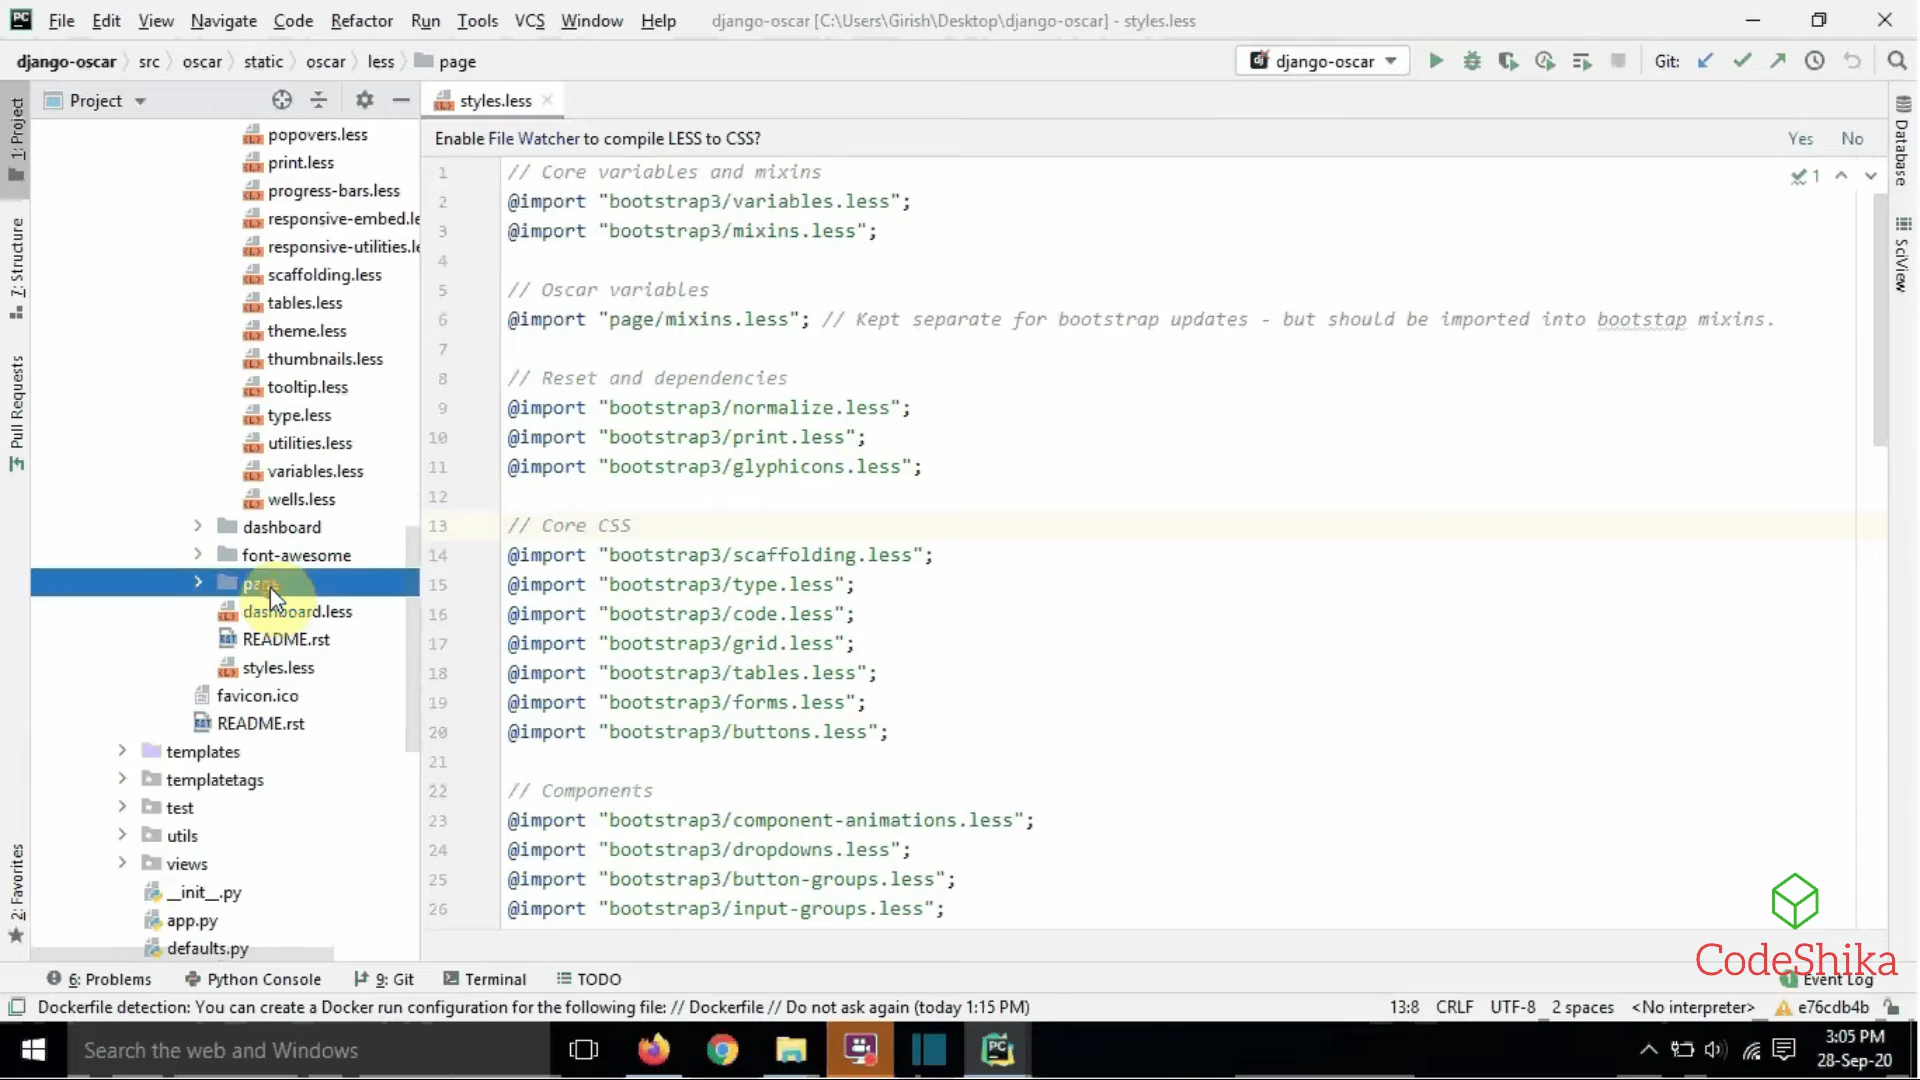 File Edit View Navigate Code Refactor Run Tools VCS Window Help django-oscar [C:\Users\Girish\Desktop\django-oscar] - styles.less
django-oscar src oscar static oscar less page django-oscar Git:
Project styles.less
Enable File Watcher to compile LESS to CSS? Yes No
1: Project
7: Structure
Pull Requests
2: Favorites
popovers.less
print.less
progress-bars.less
responsive-embed.le
responsive-utilities.le
scaffolding.less
tables.less
theme.less
thumbnails.less
tooltip.less
type.less
utilities.less
variables.less
wells.less
dashboard
font-awesome
page
dashboard.less
README.rst
styles.less
favicon.ico
README.rst
templates
templatetags
test
utils
views
__init__.py
app.py
defaults.py
1 // Core variables and mixins
2 @import "bootstrap3/variables.less";
3 @import "bootstrap3/mixins.less";
4
5 // Oscar variables
6 @import "page/mixins.less"; // Kept separate for bootstrap updates - but should be imported into bootstap mixins.
7
8 // Reset and dependencies
9 @import "bootstrap3/normalize.less";
10 @import "bootstrap3/print.less";
11 @import "bootstrap3/glyphicons.less";
12
13 // Core CSS
14 @import "bootstrap3/scaffolding.less";
15 @import "bootstrap3/type.less";
16 @import "bootstrap3/code.less";
17 @import "bootstrap3/grid.less";
18 @import "bootstrap3/tables.less";
19 @import "bootstrap3/forms.less";
20 @import "bootstrap3/buttons.less";
21
22 // Components
23 @import "bootstrap3/component-animations.less";
24 @import "bootstrap3/dropdowns.less";
25 @import "bootstrap3/button-groups.less";
26 @import "bootstrap3/input-groups.less";
1
Database
SciView
CodeShika
6: Problems Python Console 9: Git Terminal TODO 1 Event Log
Dockerfile detection: You can create a Docker run configuration for the following file: // Dockerfile // Do not ask again (today 1:15 PM) 13:8 CRLF UTF-8 2 spaces <No interpreter> e76cdb4b
Search the web and Windows
3:05 PM
28-Sep-20